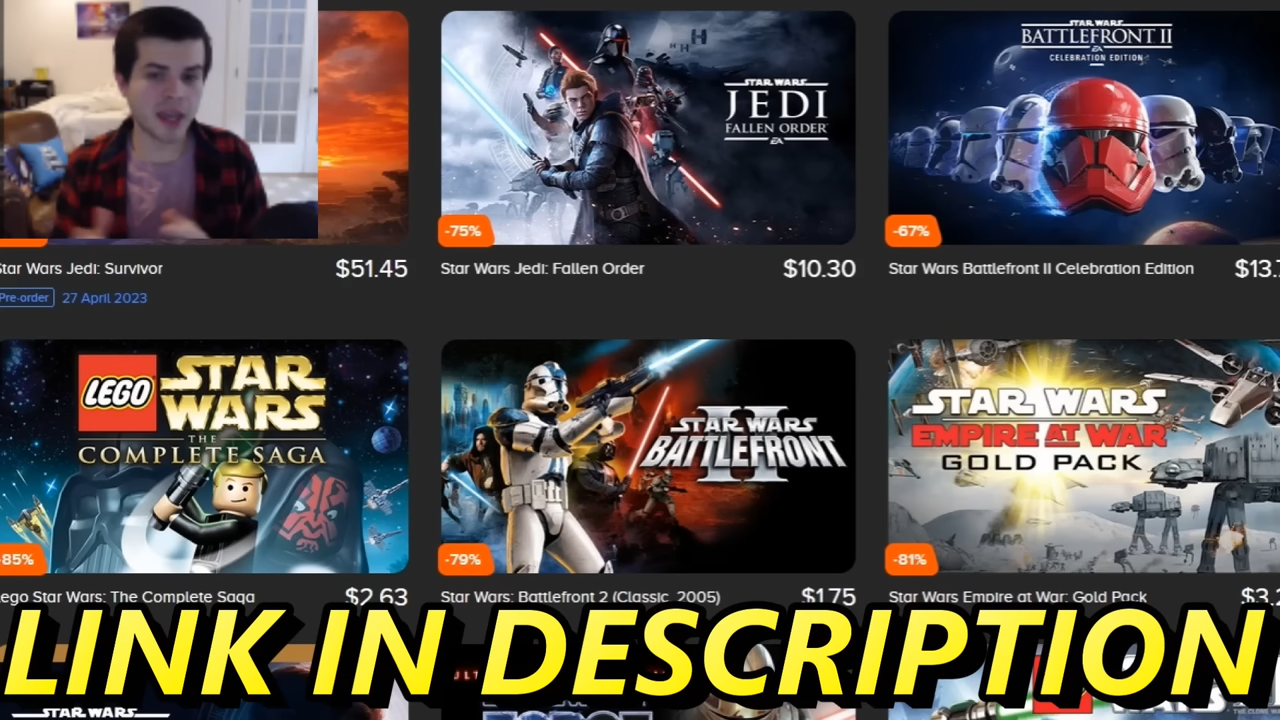 STAR WARS
JEDI
FALLEN ORDER
EA
STAR WARS
BATTLEFRONT II
EA
CELEBRATION EDITION
-75%
-67%
Star Wars Jedi: Survivor
$51.45
Star Wars Jedi: Fallen Order
$10.30
Star Wars Battlefront II Celebration Edition
$13.
Pre-order
27 April 2023
LEGO
STAR
WARS
THE
COMPLETE SAGA
II
STAR WARS
BATTLEFRONT
STAR WARS
EMPIRE AT WAR
GOLD PACK
-85%
-79%
-81%
Lego Star Wars: The Complete Saga
$2.63
Star Wars: Battlefront 2 (Classic, 2005)
$1.75
Star Wars Empire at War: Gold Pack
$3.
LINK IN DESCRIPTION
STAR WARS